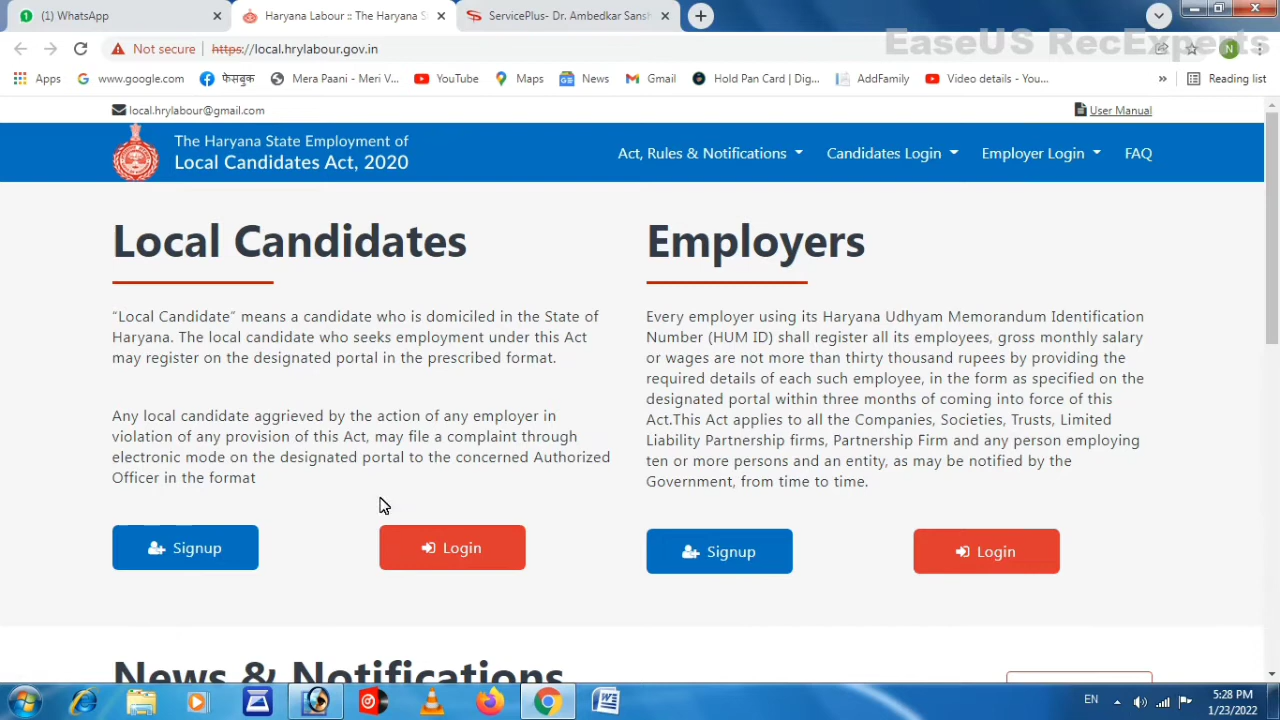 (1) WhatsApp
Haryana Labour :: The Haryana S
ServicePlus- Dr. Ambedkar Sansh
EaseUS RecExperts
Not secure
https://local.hrylabour.gov.in
N
Apps
www.google.com
फेसबुक
Mera Paani - Meri V...
YouTube
Maps
News
Gmail
Hold Pan Card | Dig...
AddFamily
Video details - You...
»
Reading list
local.hrylabour@gmail.com
User Manual
The Haryana State Employment of
Local Candidates Act, 2020
Act, Rules & Notifications
Candidates Login
Employer Login
FAQ
Local Candidates
“Local Candidate” means a candidate who is domiciled in the State of
Haryana. The local candidate who seeks employment under this Act
may register on the designated portal in the prescribed format.
Any local candidate aggrieved by the action of any employer in
violation of any provision of this Act, may file a complaint through
electronic mode on the designated portal to the concerned Authorized
Officer in the format
Signup
Login
Employers
Every employer using its Haryana Udhyam Memorandum Identification
Number (HUM ID) shall register all its employees, gross monthly salary
or wages are not more than thirty thousand rupees by providing the
required details of each such employee, in the form as specified on the
designated portal within three months of coming into force of this
Act.This Act applies to all the Companies, Societies, Trusts, Limited
Liability Partnership firms, Partnership Firm and any person employing
ten or more persons and an entity, as may be notified by the
Government, from time to time.
Signup
Login
News & Notifications
EN
5:28 PM
1/23/2022